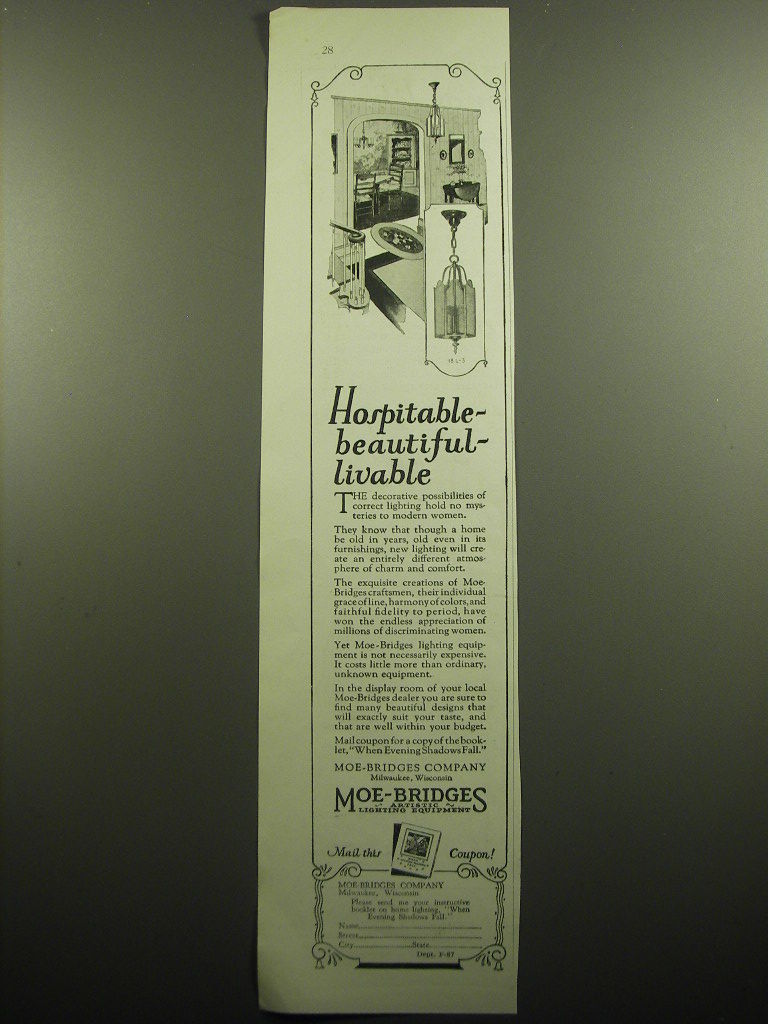 28
18-L-3
Hospitable-
beautiful-
livable
THE decorative possibilities of
correct lighting hold no mys-
teries to modern women.
They know that though a home
be old in years, old even in its
furnishings, new lighting will cre-
ate an entirely different atmos-
phere of charm and comfort.
The exquisite creations of Moe-
Bridges craftsmen, their individual
grace of line, harmony of colors, and
faithful fidelity to period, have
won the endless appreciation of
millions of discriminating women.
Yet Moe-Bridges lighting equip-
ment is not necessarily expensive.
It costs little more than ordinary,
unknown equipment.
In the display room of your local
Moe-Bridges dealer you are sure to
find many beautiful designs that
will exactly suit your taste, and
that are well within your budget.
Mail coupon for a copy of the book-
let, "When Evening Shadows Fall."
MOE-BRIDGES COMPANY
Milwaukee, Wisconsin
MOE-BRIDGES
ARTISTIC
LIGHTING EQUIPMENT
Mail this Coupon!
MOE-BRIDGES COMPANY
Milwaukee, Wisconsin
Please send me your instructive
booklet on home lighting, "When
Evening Shadows Fall."
Name
Street
City State
Dept. F-87